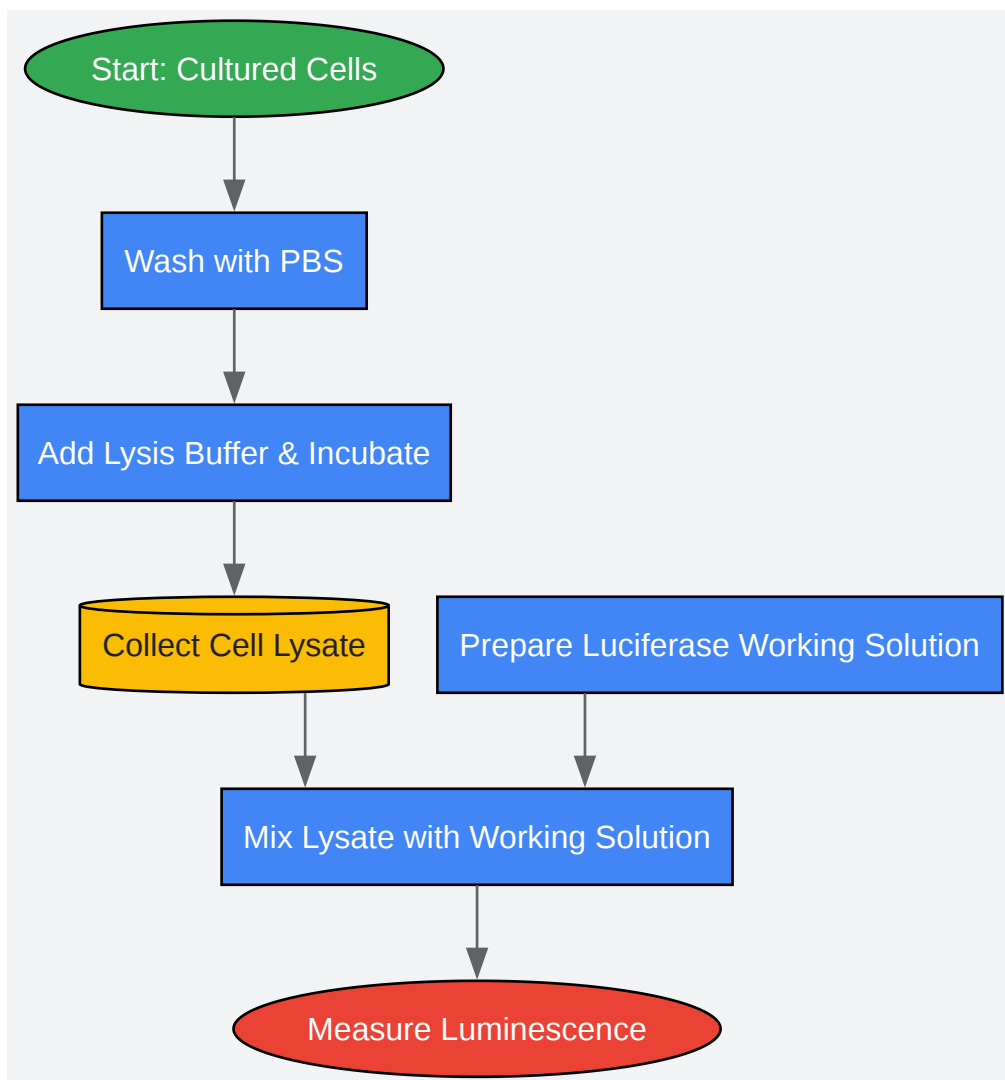 Start: Cultured Cells
Wash with PBS
Add Lysis Buffer & Incubate
Collect Cell Lysate
Prepare Luciferase Working Solution
Mix Lysate with Working Solution
Measure Luminescence